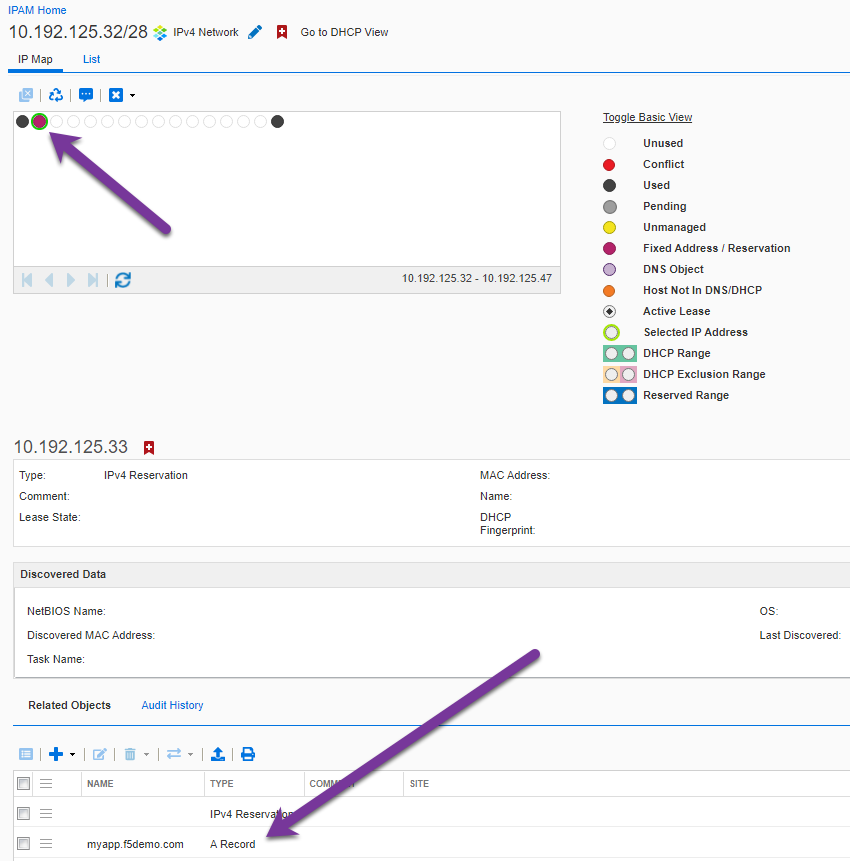 IPAM Home
10.192.125.32/28 IPv4 Network Go to DHCP View
IP Map List
Toggle Basic View
Unused
Conflict
Used
Pending
Unmanaged
Fixed Address / Reservation
DNS Object
Host Not In DNS/DHCP
Active Lease
Selected IP Address
DHCP Range
DHCP Exclusion Range
Reserved Range
10.192.125.32 - 10.192.125.47
10.192.125.33
Type: IPv4 Reservation MAC Address:
Comment: Name:
Lease State: DHCP
Fingerprint:
Discovered Data
NetBIOS Name: OS:
Discovered MAC Address: Last Discovered:
Task Name:
Related Objects Audit History
NAME TYPE SITE
IPv4 Reservation
myapp.f5demo.com A Record